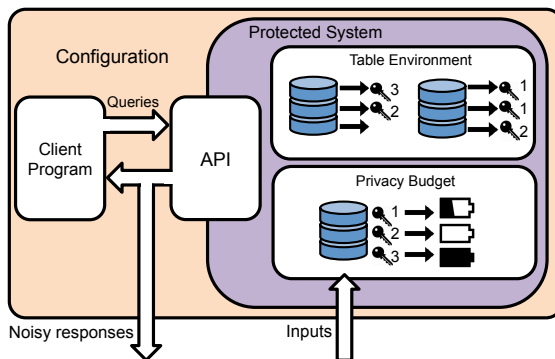 Protected System
Configuration
Table Environment
3
2
1
1
2
Queries
Client
Program
API
Privacy Budget
1
2
3
Noisy responses
Inputs